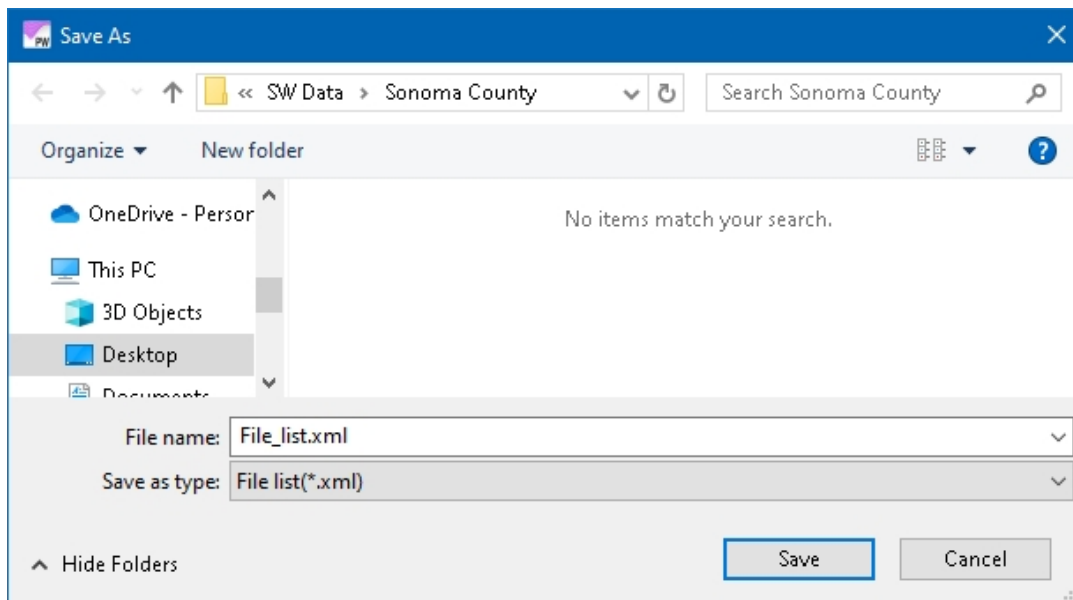 PW Save As
« SW Data > Sonoma County
Search Sonoma County
Organize
New folder
?
OneDrive - Persor
This PC
3D Objects
Desktop
Documents
No items match your search.
File name: File_list.xml
Save as type: File list(*.xml)
Hide Folders
Save
Cancel